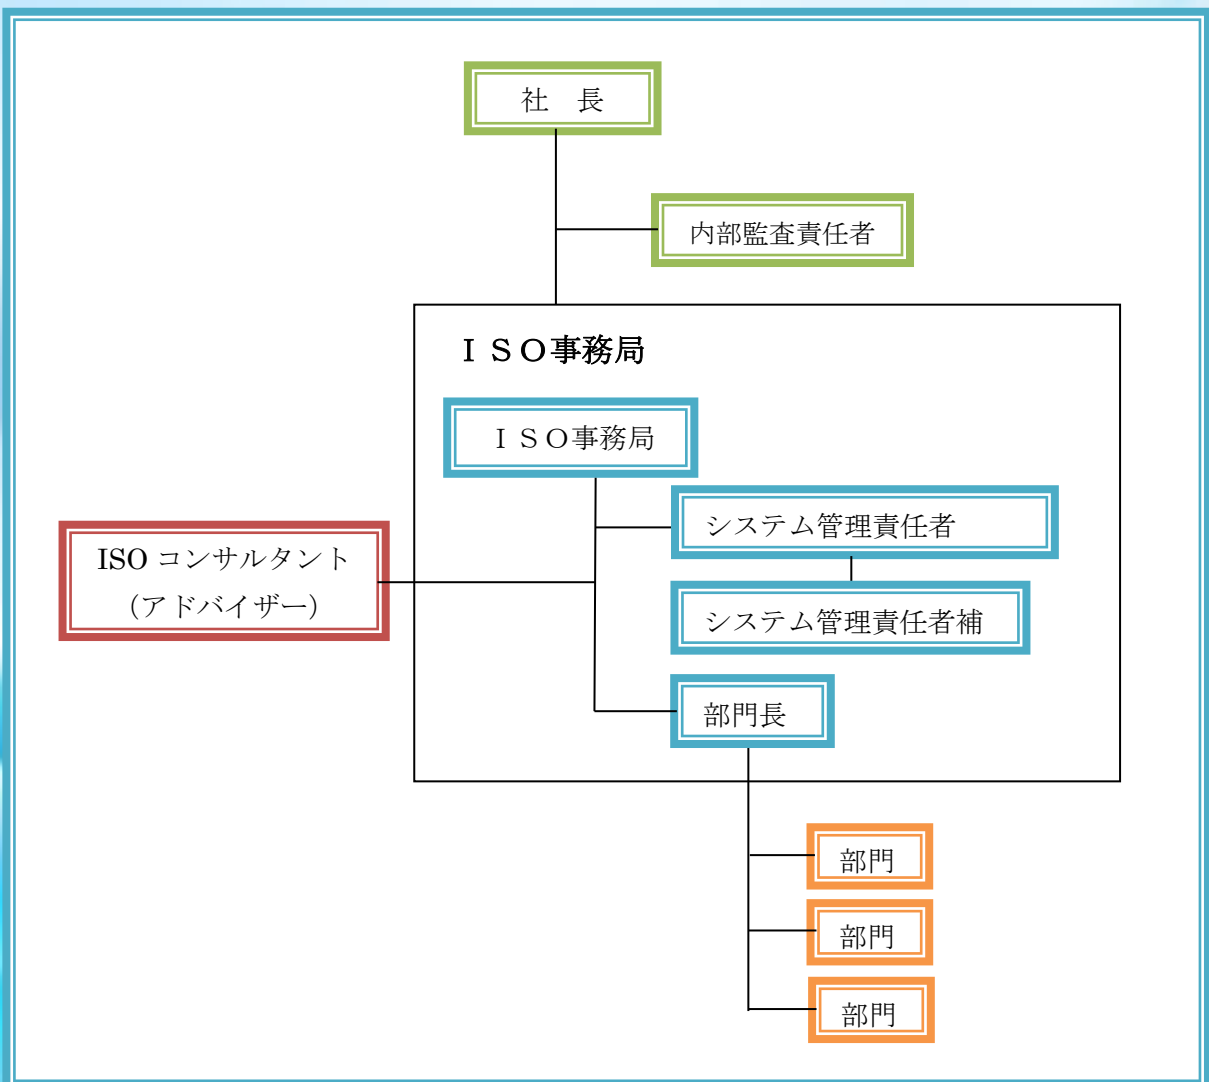 社　長
内部監査責任者
ＩＳＯ事務局
ＩＳＯ事務局
システム管理責任者
ISO コンサルタント
（アドバイザー）
システム管理責任者補
部門長
部門
部門
部門